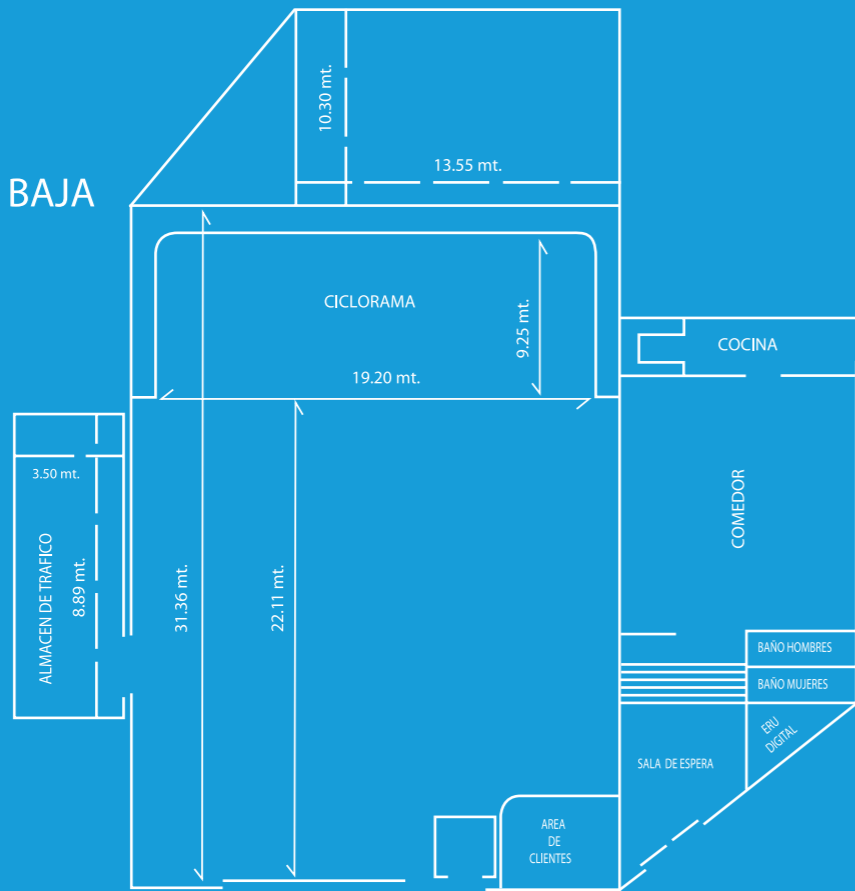 10.30 mt.
13.55 mt.
BAJA
CICLORAMA
9.25 mt.
19.20 mt.
COCINA
3.50 mt.
ALMACEN DE TRAFICO
8.89 mt.
31.36 mt.
22.11 mt.
COMEDOR
BAÑO HOMBRES
BAÑO MUJERES
ERU
DIGITAL
SALA DE ESPERA
AREA
DE
CLIENTES